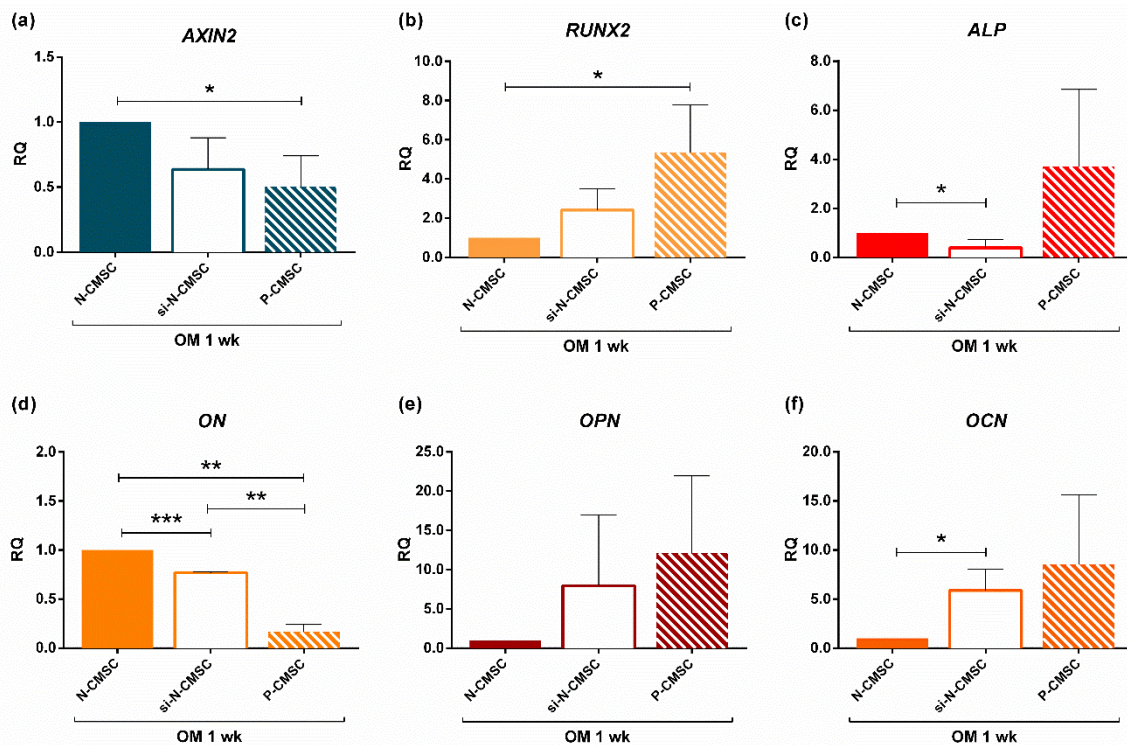 (a)
AXIN2
1.5
1.0
0.5
0.0
RQ
*
N-CMSC
si-N-CMSC
P-CMSC
OM 1 wk
(b)
RUNX2
10.0
8.0
6.0
4.0
2.0
0.0
RQ
*
N-CMSC
si-N-CMSC
P-CMSC
OM 1 wk
(c)
ALP
8.0
6.0
4.0
2.0
0.0
RQ
*
N-CMSC
si-N-CMSC
P-CMSC
OM 1 wk
(d)
ON
2.0
1.5
1.0
0.5
0.0
RQ
**
**
***
N-CMSC
si-N-CMSC
P-CMSC
OM 1 wk
(e)
OPN
25.0
20.0
15.0
10.0
5.0
0.0
RQ
N-CMSC
si-N-CMSC
P-CMSC
OM 1 wk
(f)
OCN
20.0
15.0
10.0
5.0
0.0
RQ
*
N-CMSC
si-N-CMSC
P-CMSC
OM 1 wk